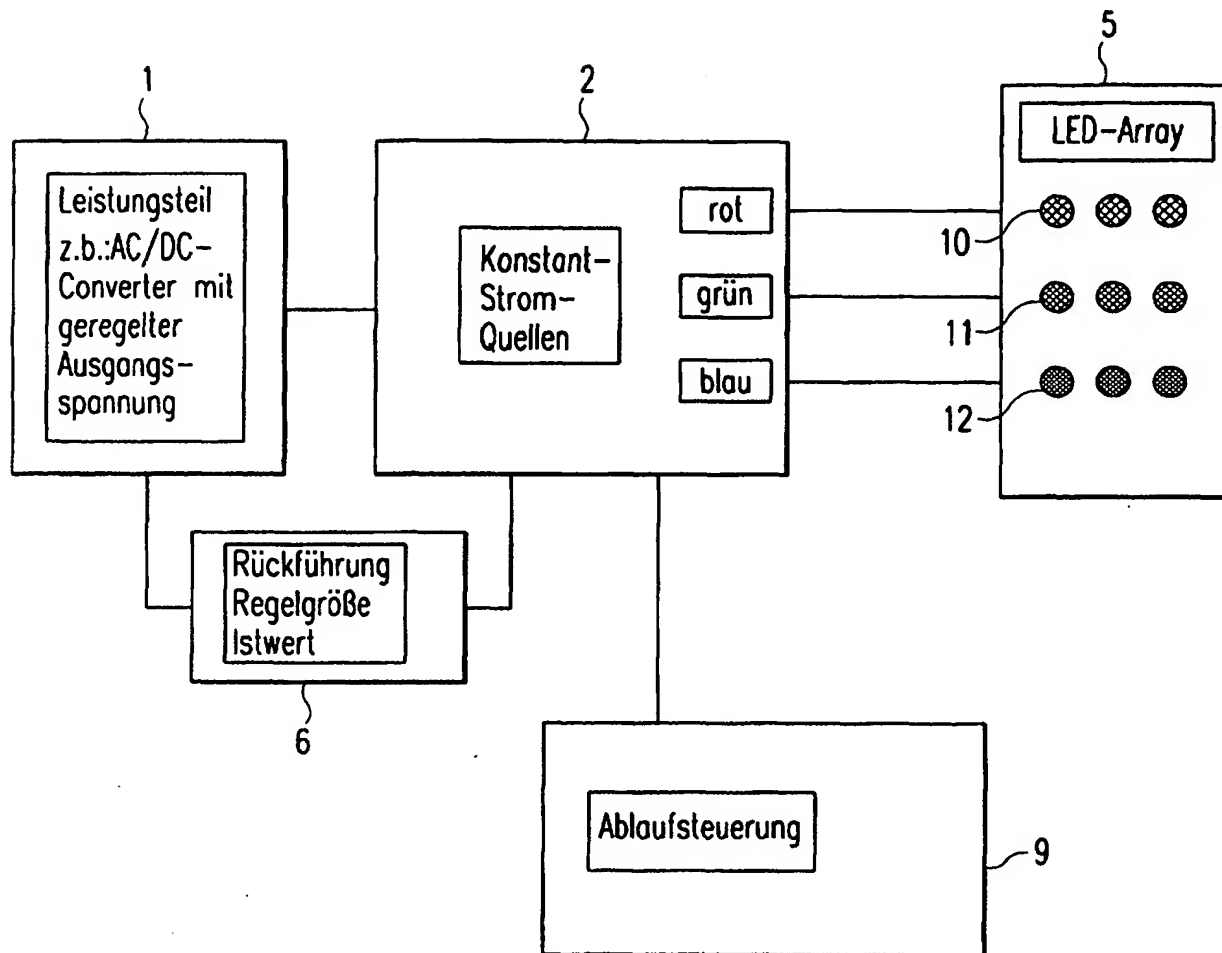 1
Leistungsteil
z.b.:AC/DC-
Converter mit
geregelter
Ausgangs-
spannung
2
Konstant-
Strom-
Quellen
rot
grün
blau
5
LED-Array
10
11
12
Rückführung
Regelgröße
Istwert
6
Ablaufsteuerung
9